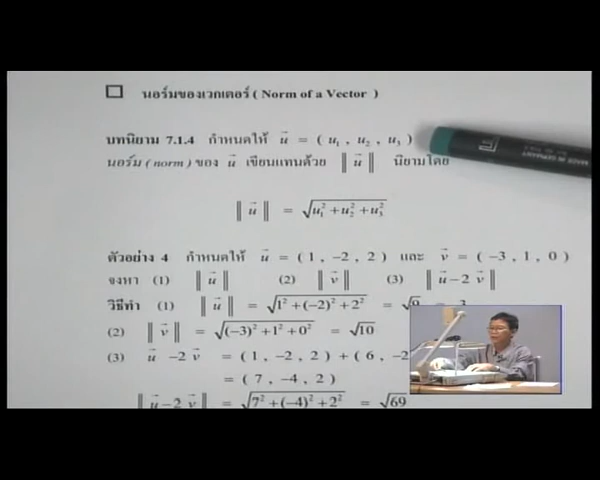 □ นอร์มของเวกเตอร์ ( Norm of a Vector )
บทนิยาม 7.1.4 กำหนดให้ u⃗ = ( u₁ , u₂ , u₃ )
นอร์ม ( norm ) ของ u⃗ เขียนแทนด้วย ‖ u⃗ ‖ นิยามโดย
‖ u⃗ ‖ = √(u₁² + u₂² + u₃²)
ตัวอย่าง 4 กำหนดให้ u⃗ = ( 1 , −2 , 2 ) และ v⃗ = ( −3 , 1 , 0 )
จงหา (1) ‖ u⃗ ‖ (2) ‖ v⃗ ‖ (3) ‖ u⃗ − 2 v⃗ ‖
วิธีทำ (1) ‖ u⃗ ‖ = √(1² + (−2)² + 2²) = √9 = 3
(2) ‖ v⃗ ‖ = √((−3)² + 1² + 0²) = √10
(3) u⃗ − 2 v⃗ = ( 1 , −2 , 2 ) + ( 6 , −2
= ( 7 , −4 , 2 )
‖ u⃗ − 2 v⃗ ‖ = √(7² + (−4)² + 2²) = √69
MADE IN GERMANY